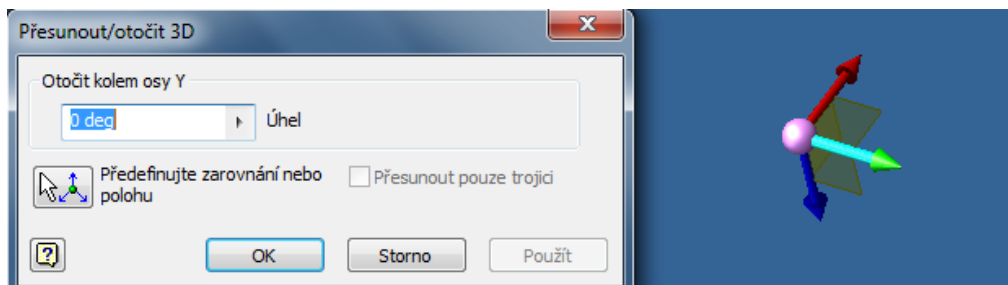 Přesunout/otočit 3D
Otočit kolem osy Y
0 deg
Úhel
Předefinujte zarovnání nebo
polohu
Přesunout pouze trojici
OK
Storno
Použít